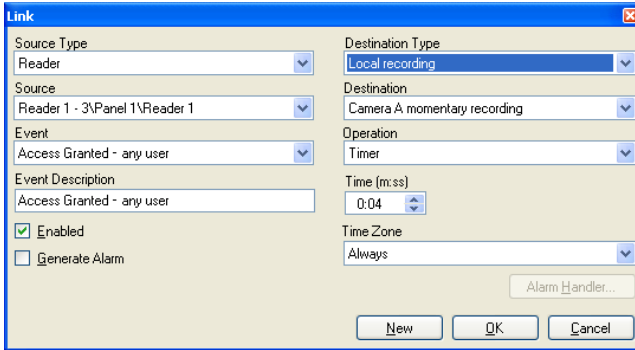 Link
Source Type
Reader
Source
Reader 1 - 3\Panel 1\Reader 1
Event
Access Granted - any user
Event Description
Access Granted - any user
Enabled
Generate Alarm
Destination Type
Local recording
Destination
Camera A momentary recording
Operation
Timer
Time (m:ss)
0:04
Time Zone
Always
Alarm Handler...
New
OK
Cancel